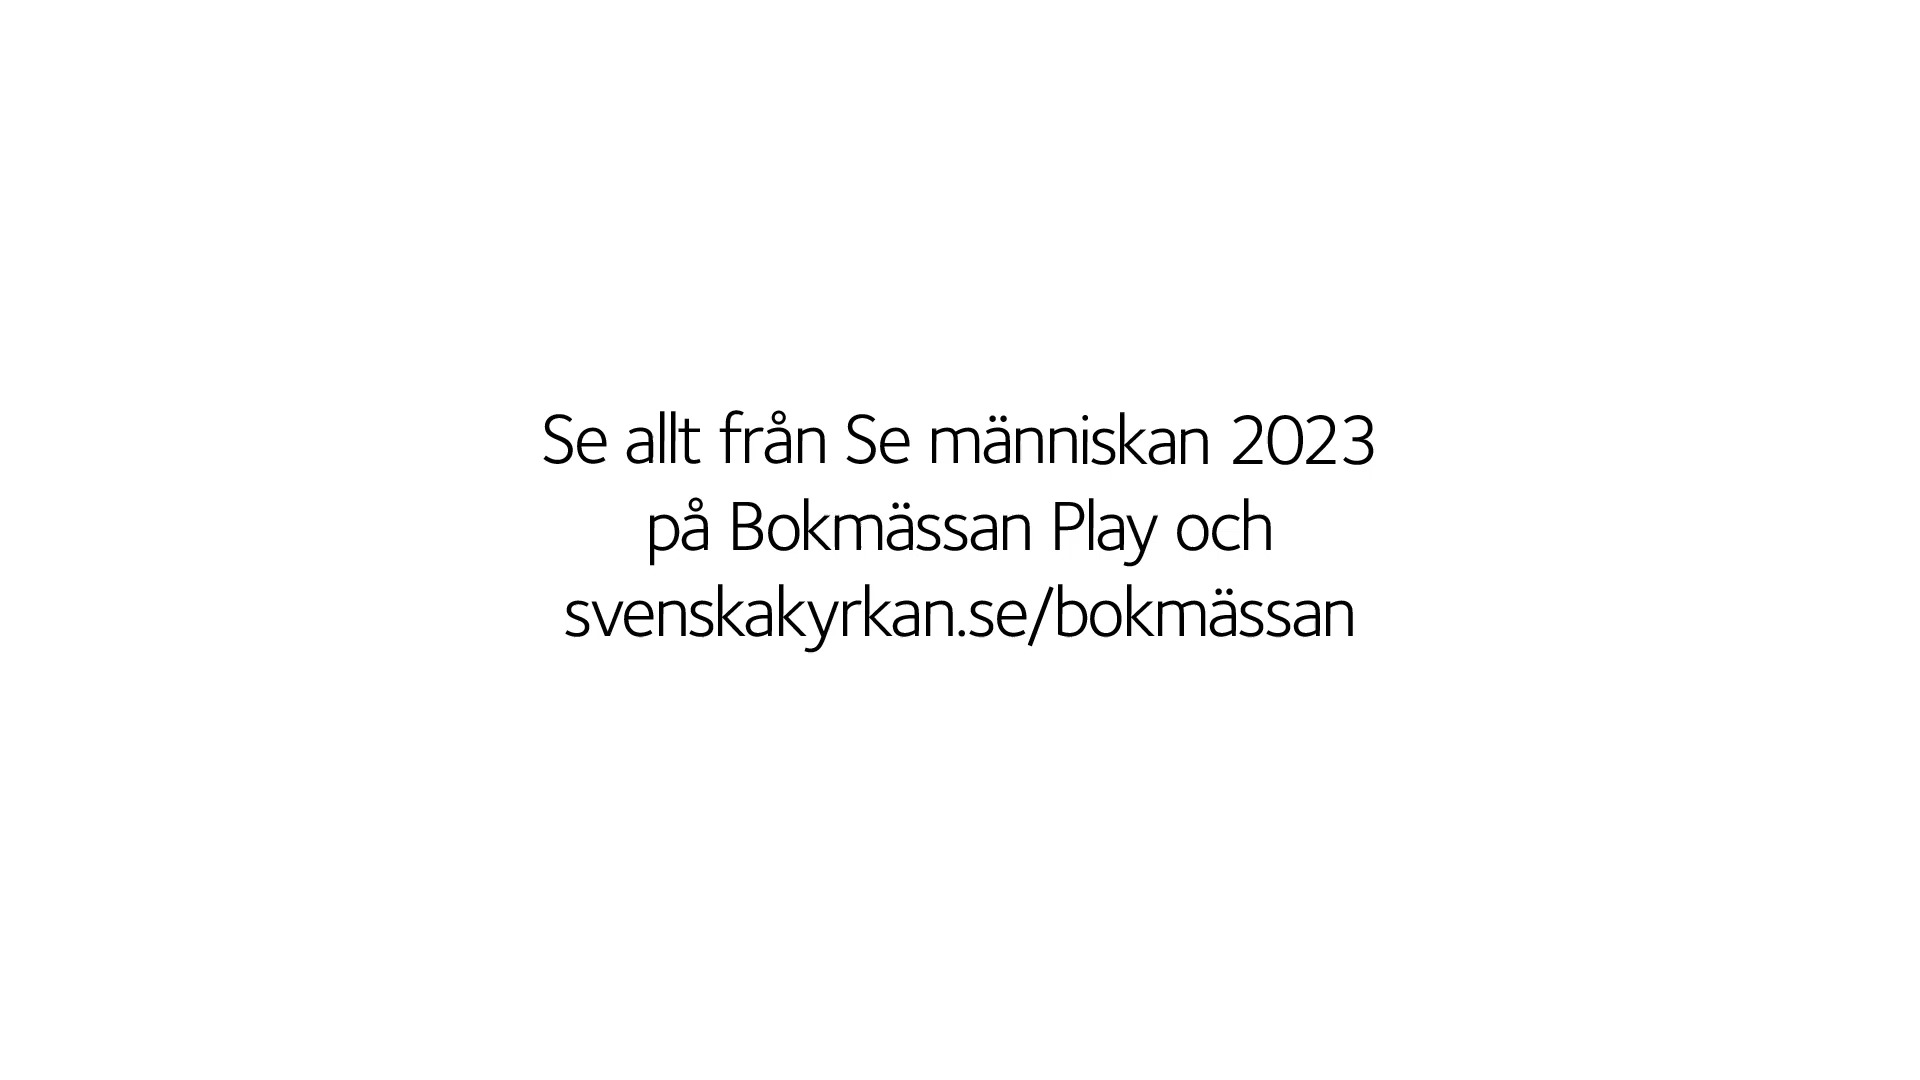 Se allt från Se människan 2023
på Bokmässan Play och
svenskakyrkan.se/bokmässan